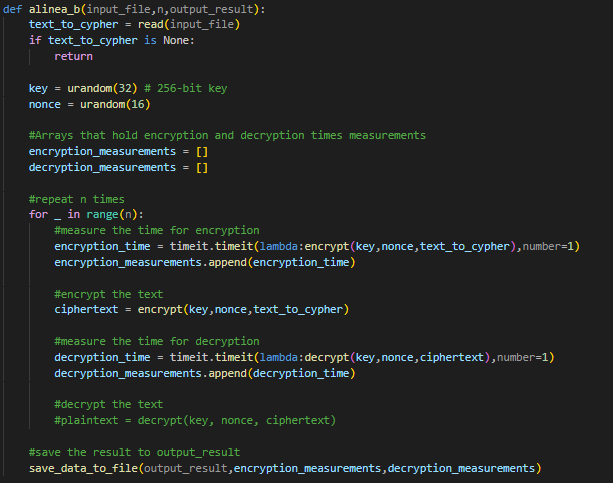 def alinea_b(input_file,n,output_result):
    text_to_cypher = read(input_file)
    if text_to_cypher is None:
        return

    key = urandom(32) # 256-bit key
    nonce = urandom(16)

    #Arrays that hold encryption and decryption times measurements
    encryption_measurements = []
    decryption_measurements = []

    #repeat n times
    for _ in range(n):
        #measure the time for encryption
        encryption_time = timeit.timeit(lambda:encrypt(key,nonce,text_to_cypher),number=1)
        encryption_measurements.append(encryption_time)

        #encrypt the text
        ciphertext = encrypt(key,nonce,text_to_cypher)

        #measure the time for decryption
        decryption_time = timeit.timeit(lambda:decrypt(key,nonce,ciphertext),number=1)
        decryption_measurements.append(decryption_time)

        #decrypt the text
        #plaintext = decrypt(key, nonce, ciphertext)

    #save the result to output_result
    save_data_to_file(output_result,encryption_measurements,decryption_measurements)